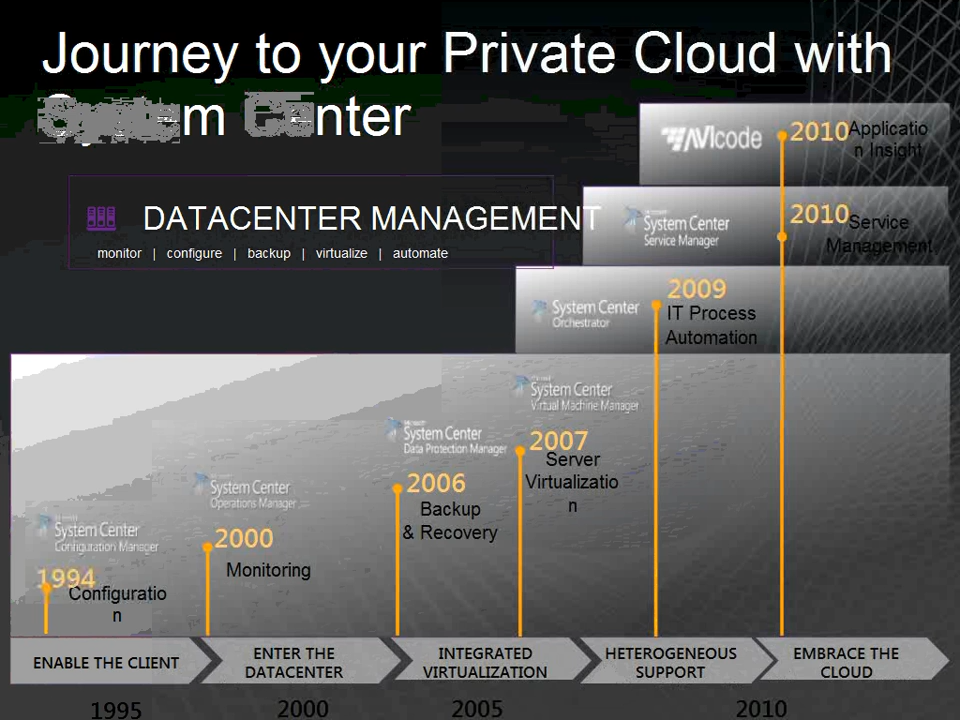 Journey to your Private Cloud with
System Center
AVIcode
2010
Applicatio
n Insight
DATACENTER MANAGEMENT
monitor | configure | backup | virtualize | automate
System Center
Service Manager
2010
Service
Management
System Center
Orchestrator
2009
IT Process
Automation
System Center
Virtual Machine Manager
2007
Server
Virtualizatio
n
System Center
Data Protection Manager
2006
Backup
& Recovery
System Center
Operations Manager
2000
Monitoring
System Center
Configuration Manager
1994
Configuratio
n
ENABLE THE CLIENT
ENTER THE
DATACENTER
INTEGRATED
VIRTUALIZATION
HETEROGENEOUS
SUPPORT
EMBRACE THE
CLOUD
1995
2000
2005
2010